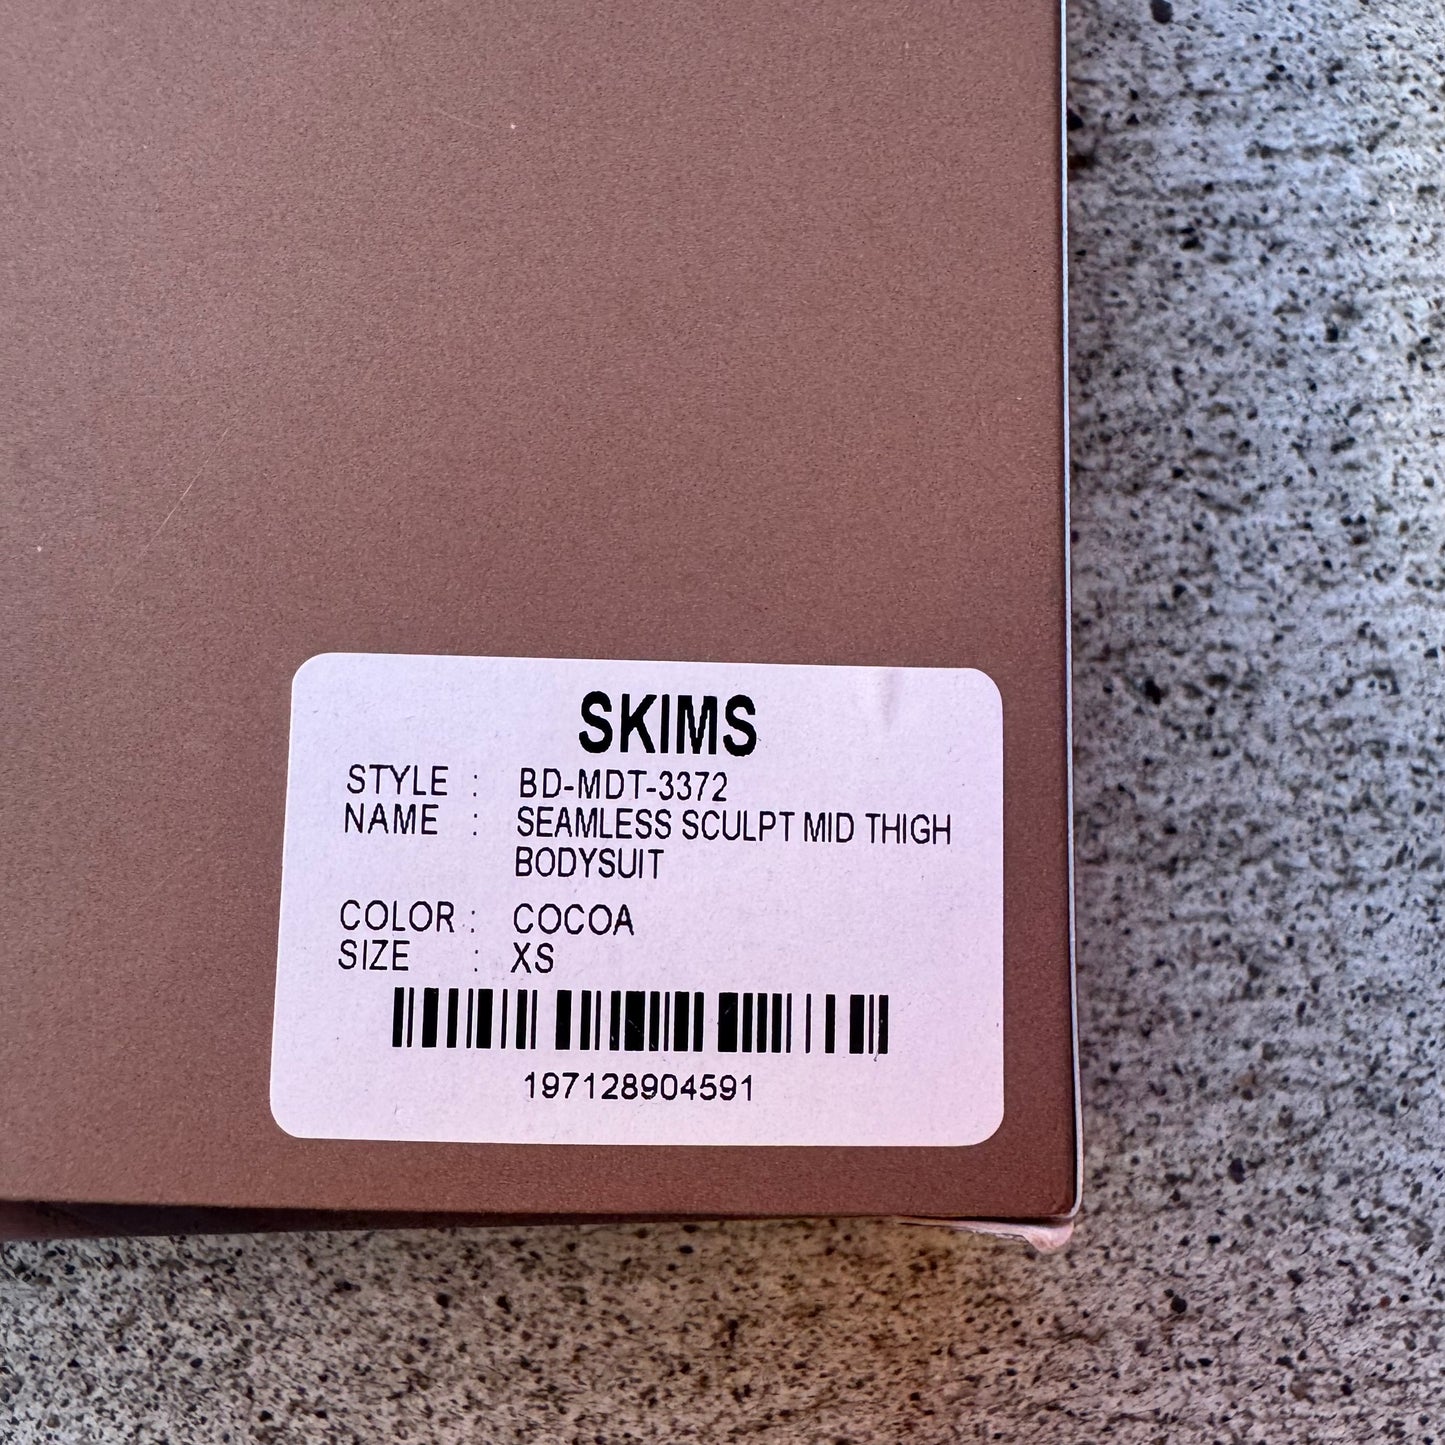 SKIMS
STYLE : BD-MDT-3372
NAME : SEAMLESS SCULPT MID THIGH
BODYSUIT
COLOR : COCOA
SIZE : XS
197128904591